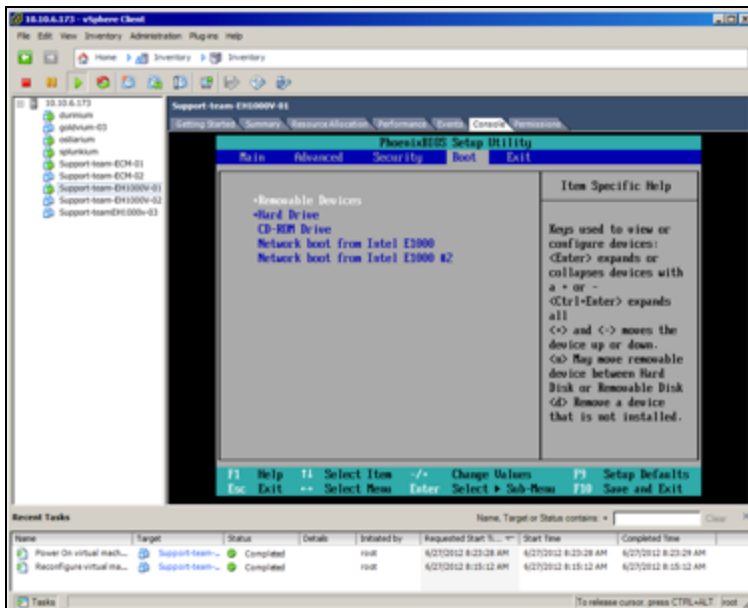 10.10.6.173 - vSphere Client
File Edit View Inventory Administration Plug-ins Help
Home Inventory Inventory
10.10.6.173
durinium
goldvium-03
ostiarium
splunkium
Support-team-ECM-01
Support-team-ECM-02
Support-team-EH1000V-01
Support-team-EH1000V-02
Support-teamEH1000v-03
Support-team-EH1000V-01
Getting Started Summary Resource Allocation Performance Events Console Permissions
PhoenixBIOS Setup Utility
Main Advanced Security Boot Exit
+Removable Devices
+Hard Drive
CD-ROM Drive
Network boot from Intel E1000
Network boot from Intel E1000 #2
Item Specific Help
Keys used to view or
configure devices:
<Enter> expands or
collapses devices with
a + or -
<Ctrl+Enter> expands
all
<+> and <-> moves the
device up or down.
<n> May move removable
device between Hard
Disk or Removable Disk
<d> Remove a device
that is not installed.
F1 Help ↑↓ Select Item -/+ Change Values F9 Setup Defaults
Esc Exit ↔ Select Menu Enter Select ▶ Sub-Menu F10 Save and Exit
Recent Tasks
Name, Target or Status contains: Clear
Name Target Status Details Initiated by Requested Start Ti... Start Time Completed Time
Power On virtual mach... Support-team-... Completed root 6/27/2012 8:23:28 AM 6/27/2012 8:23:28 AM 6/27/2012 8:23:29 AM
Reconfigure virtual ma... Support-team-... Completed root 6/27/2012 8:15:12 AM 6/27/2012 8:15:12 AM 6/27/2012 8:15:12 AM
Tasks
To release cursor, press CTRL+ALT root